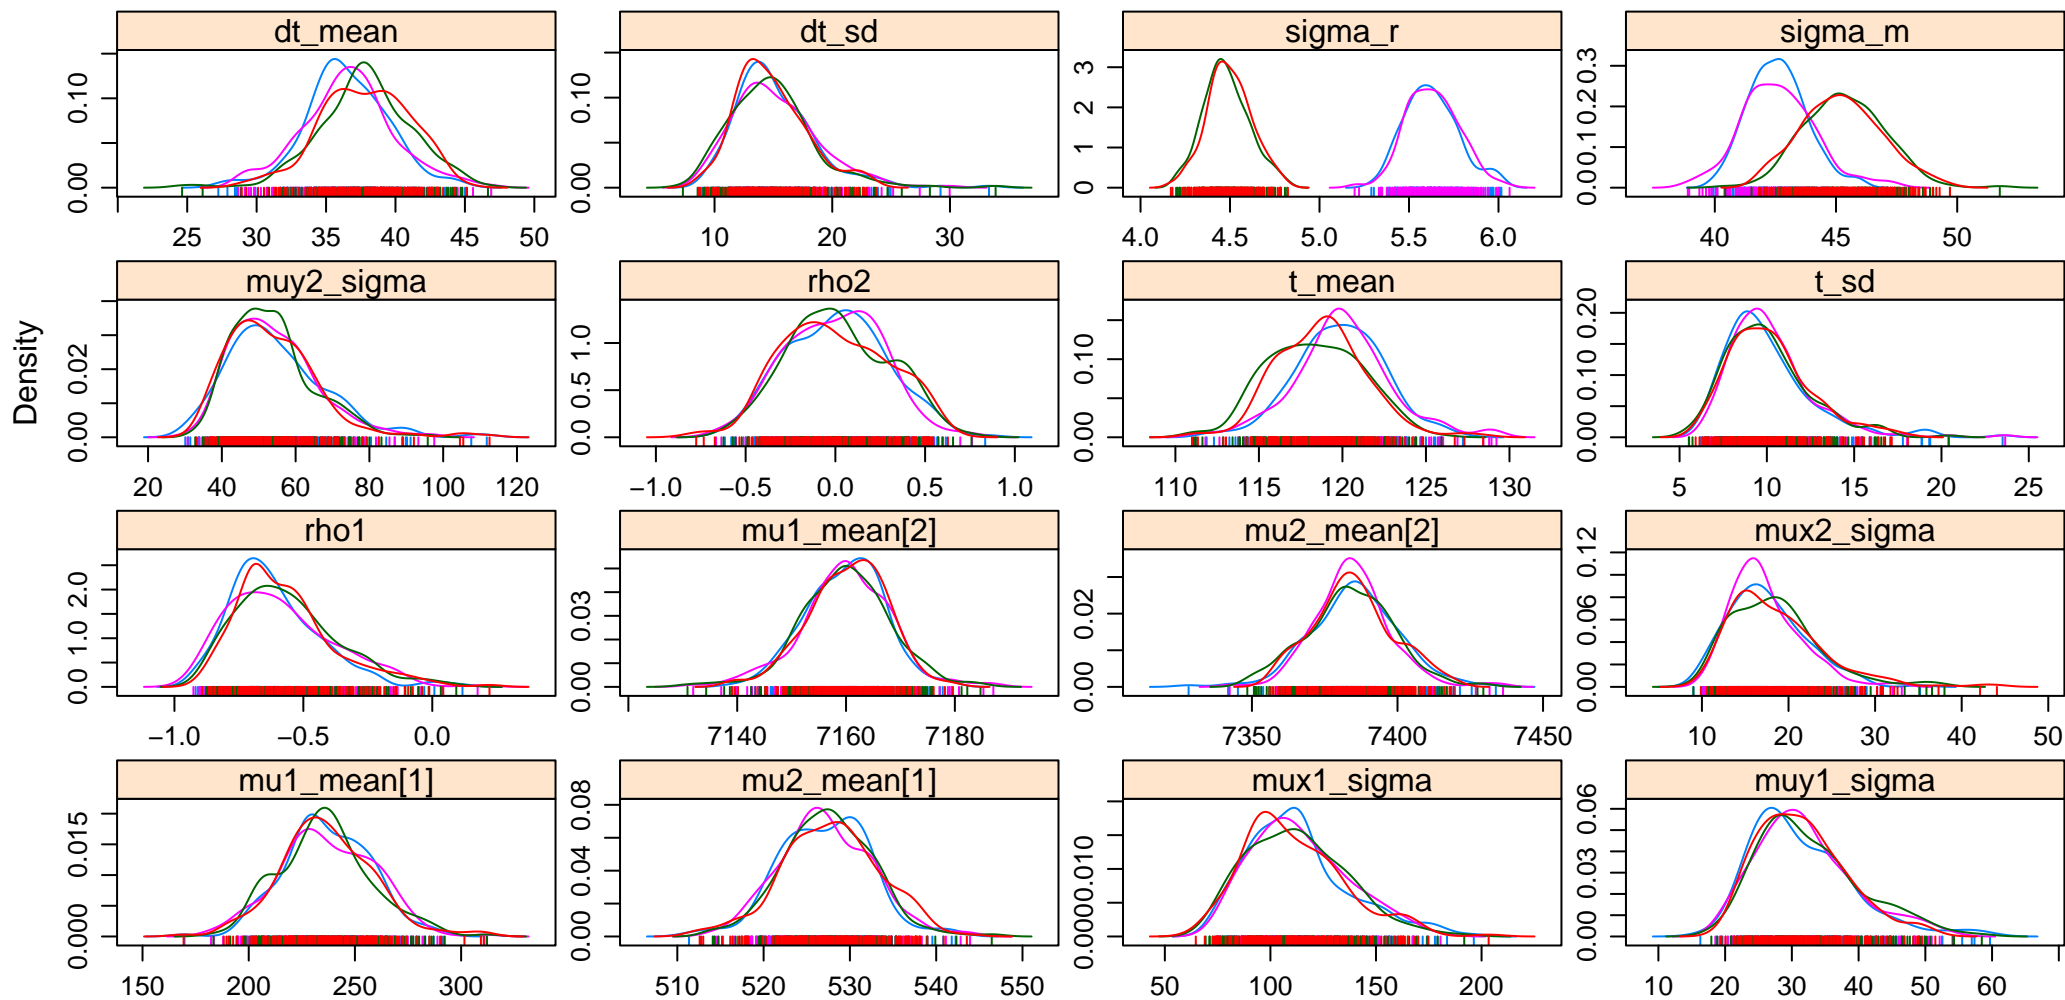 dt_mean
dt_sd
sigma_r
sigma_m
0.00 0.10
0.00 0.10
0 1 2 3
0.0 0.1 0.2 0.3
25 30 35 40 45 50
10 20 30
4.0 4.5 5.0 5.5 6.0
40 45 50
muy2_sigma
rho2
t_mean
t_sd
Density
0.00 0.02
0.0 0.5 1.0
0.00 0.10
0.00 0.10 0.20
20 40 60 80 100 120
−1.0 −0.5 0.0 0.5 1.0
110 115 120 125 130
5 10 15 20 25
rho1
mu1_mean[2]
mu2_mean[2]
mux2_sigma
0.0 1.0 2.0
0.00 0.03
0.00 0.02
0.00 0.06 0.12
−1.0 −0.5 0.0
7140 7160 7180
7350 7400 7450
10 20 30 40 50
mu1_mean[1]
mu2_mean[1]
mux1_sigma
muy1_sigma
0.000 0.015
0.00 0.04 0.08
0.000 0.010
0.00 0.03 0.06
150 200 250 300
510 520 530 540 550
50 100 150 200
10 20 30 40 50 60